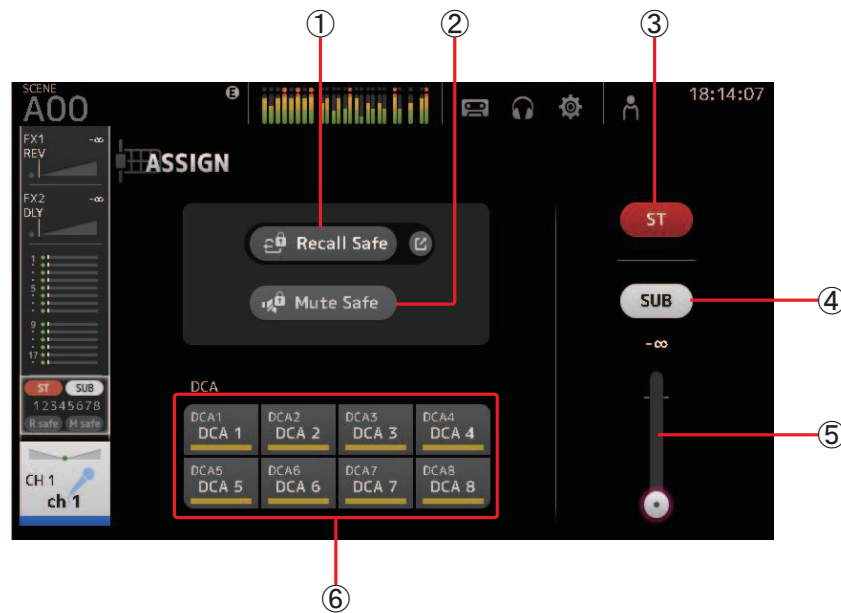 ① ② ③
SCENE
A00
E
18:14:07
FX1 -∞
REV
ASSIGN
FX2 -∞
DLY
ST
Recall Safe
1
5
SUB
④
Mute Safe
9
-∞
17
DCA
ST SUB
12345678
R safe M safe
DCA1 DCA2 DCA3 DCA4
DCA 1 DCA 2 DCA 3 DCA 4
⑤
DCA5 DCA6 DCA7 DCA8
DCA 5 DCA 6 DCA 7 DCA 8
CH 1
ch 1
⑥